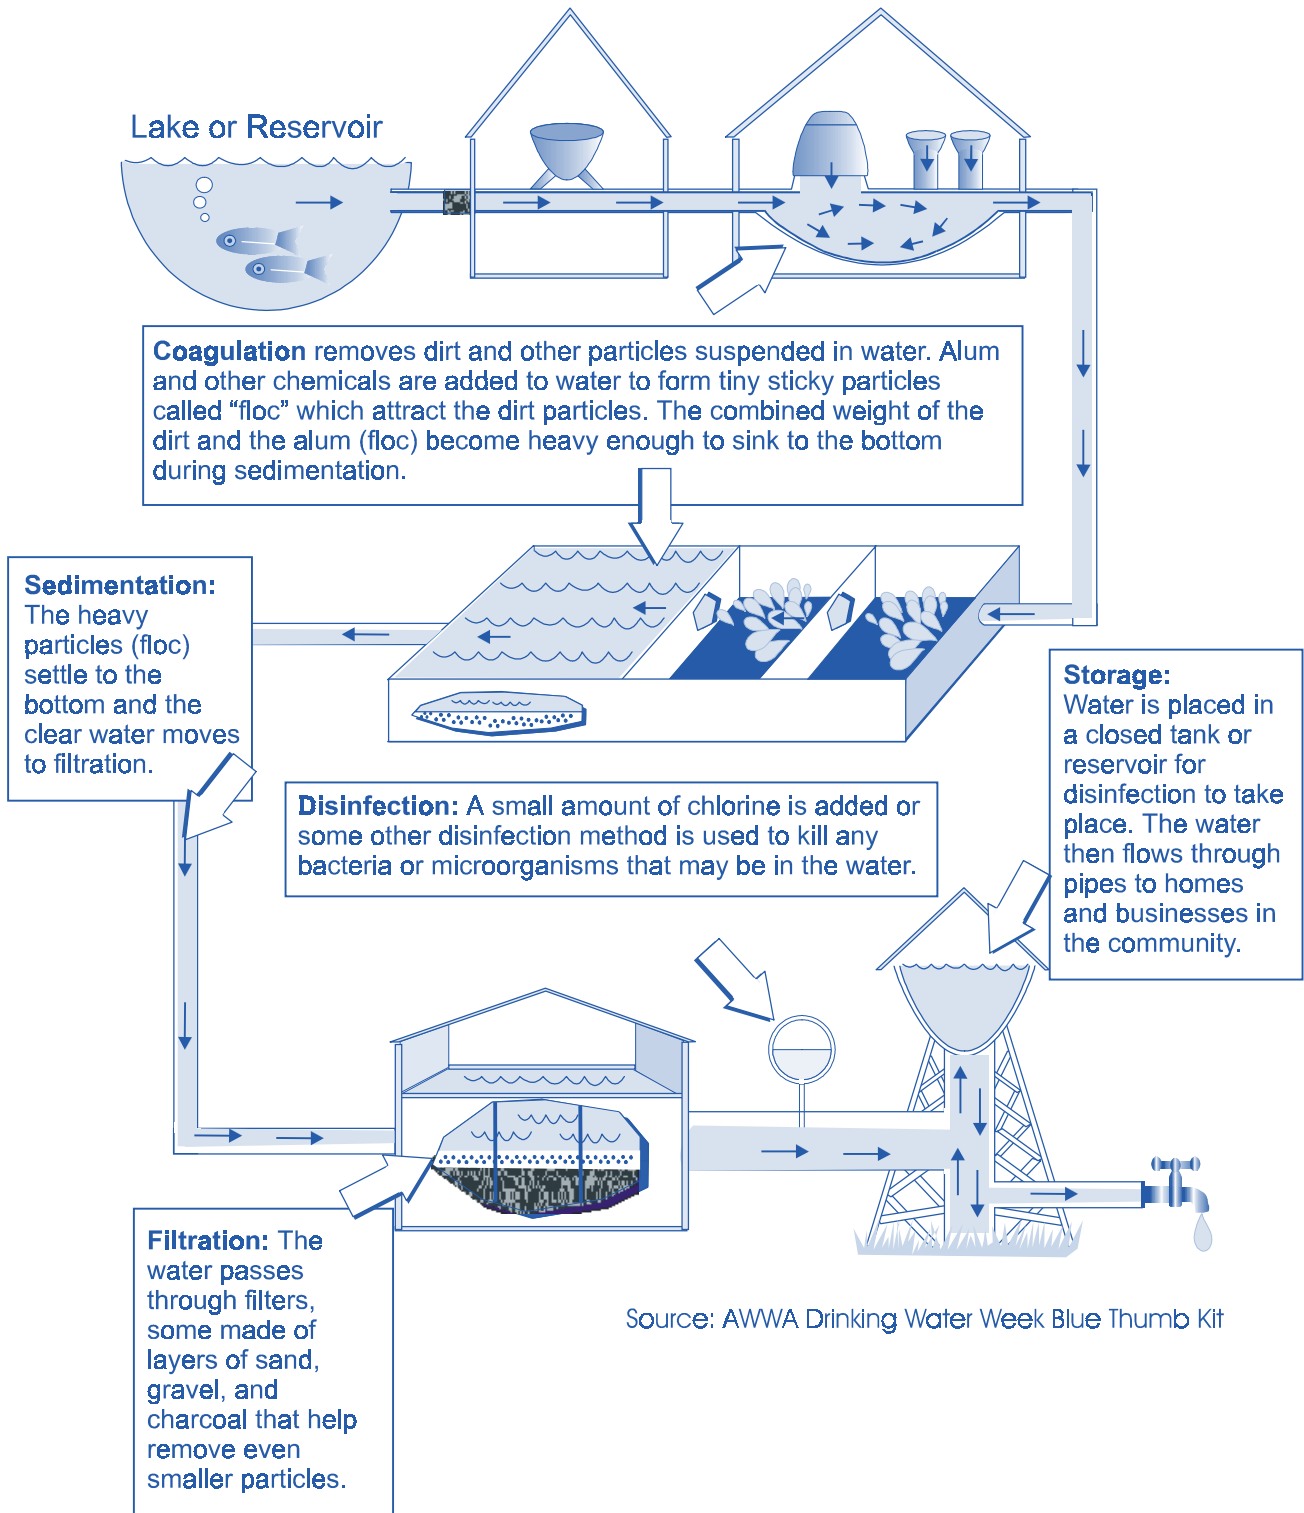 Lake or Reservoir
Coagulation removes dirt and other particles suspended in water. Alum
and other chemicals are added to water to form tiny sticky particles
called “floc” which attract the dirt particles. The combined weight of the
dirt and the alum (floc) become heavy enough to sink to the bottom
during sedimentation.
Sedimentation:
The heavy
particles (floc)
settle to the
bottom and the
clear water moves
to filtration.
Storage:
Water is placed in
a closed tank or
reservoir for
disinfection to take
place. The water
then flows through
pipes to homes
and businesses in
the community.
Disinfection: A small amount of chlorine is added or
some other disinfection method is used to kill any
bacteria or microorganisms that may be in the water.
Filtration: The
water passes
through filters,
some made of
layers of sand,
gravel, and
charcoal that help
remove even
smaller particles.
Source: AWWA Drinking Water Week Blue Thumb Kit